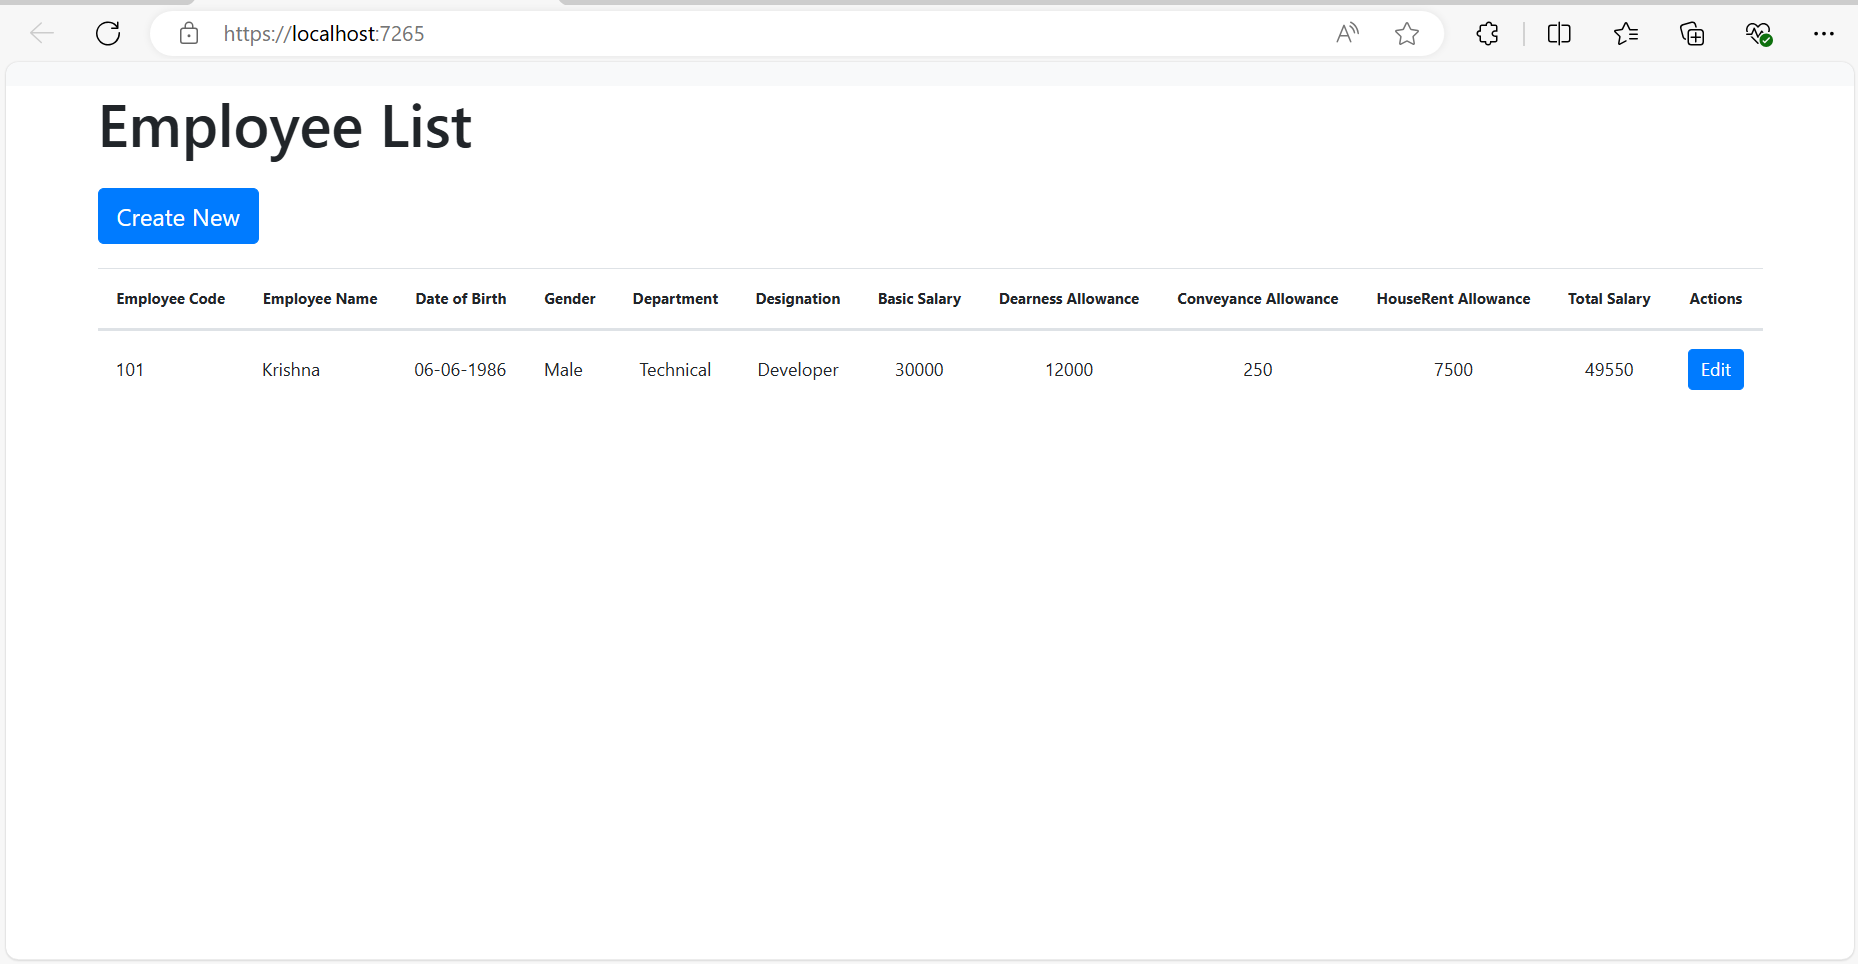 https://localhost:7265
Employee List
Create New
Employee Code Employee Name Date of Birth Gender Department Designation Basic Salary Dearness Allowance Conveyance Allowance HouseRent Allowance Total Salary Actions
101 Krishna 06-06-1986 Male Technical Developer 30000 12000 250 7500 49550 Edit